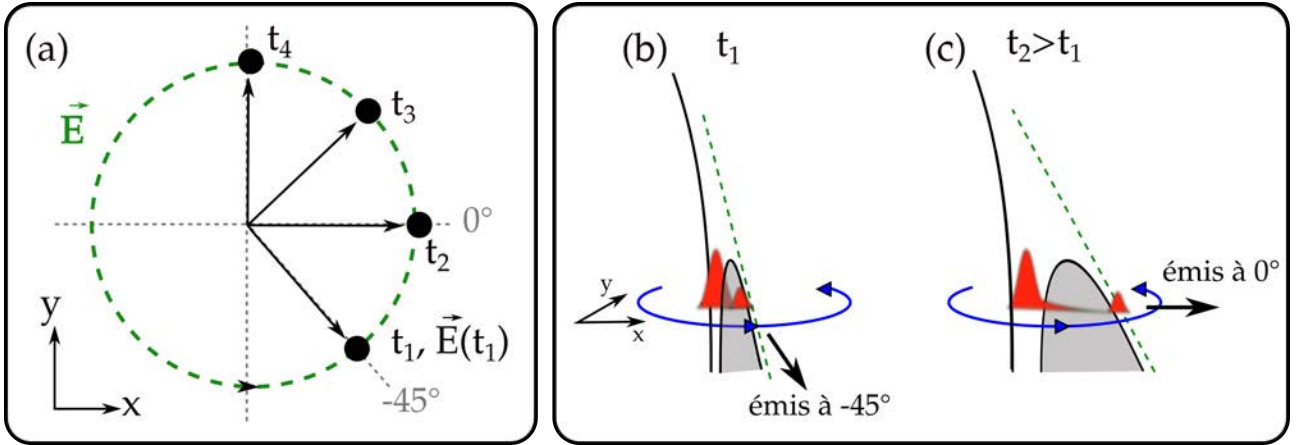 (a)
t₄
E⃗
t₃
0°
t₂
y
t₁, E⃗(t₁)
x
-45°
(b)
t₁
y
x
émis à -45°
(c)
t₂>t₁
émis à 0°